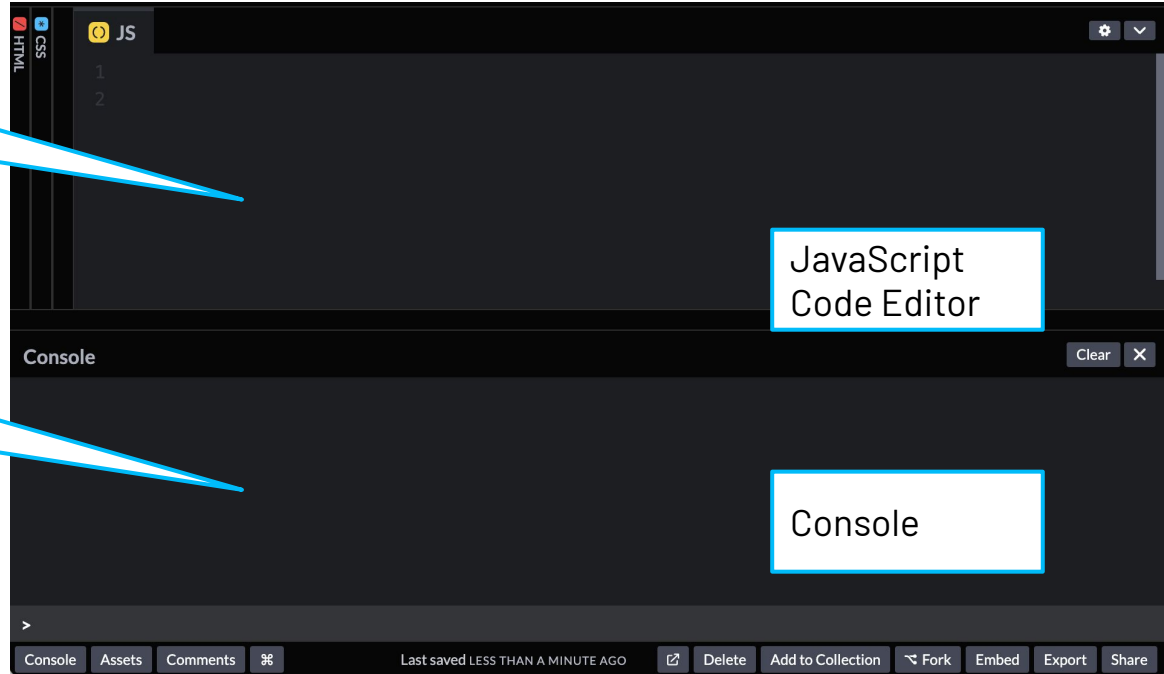 HTML
CSS
JS
1
2
JavaScript
Code Editor
Console
Clear
Console
>
Console Assets Comments ⌘ Last saved LESS THAN A MINUTE AGO Delete Add to Collection Fork Embed Export Share